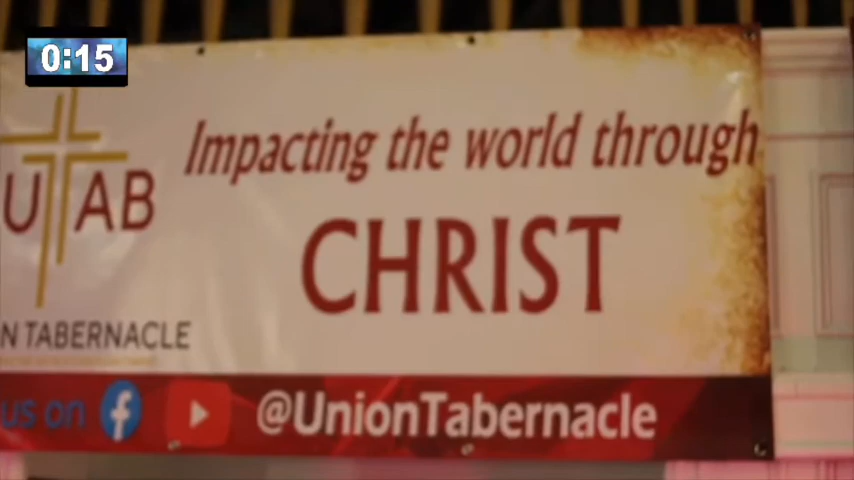 0:15
Impacting the world through
CHRIST
UTAB
N TABERNACLE
us on
@UnionTabernacle